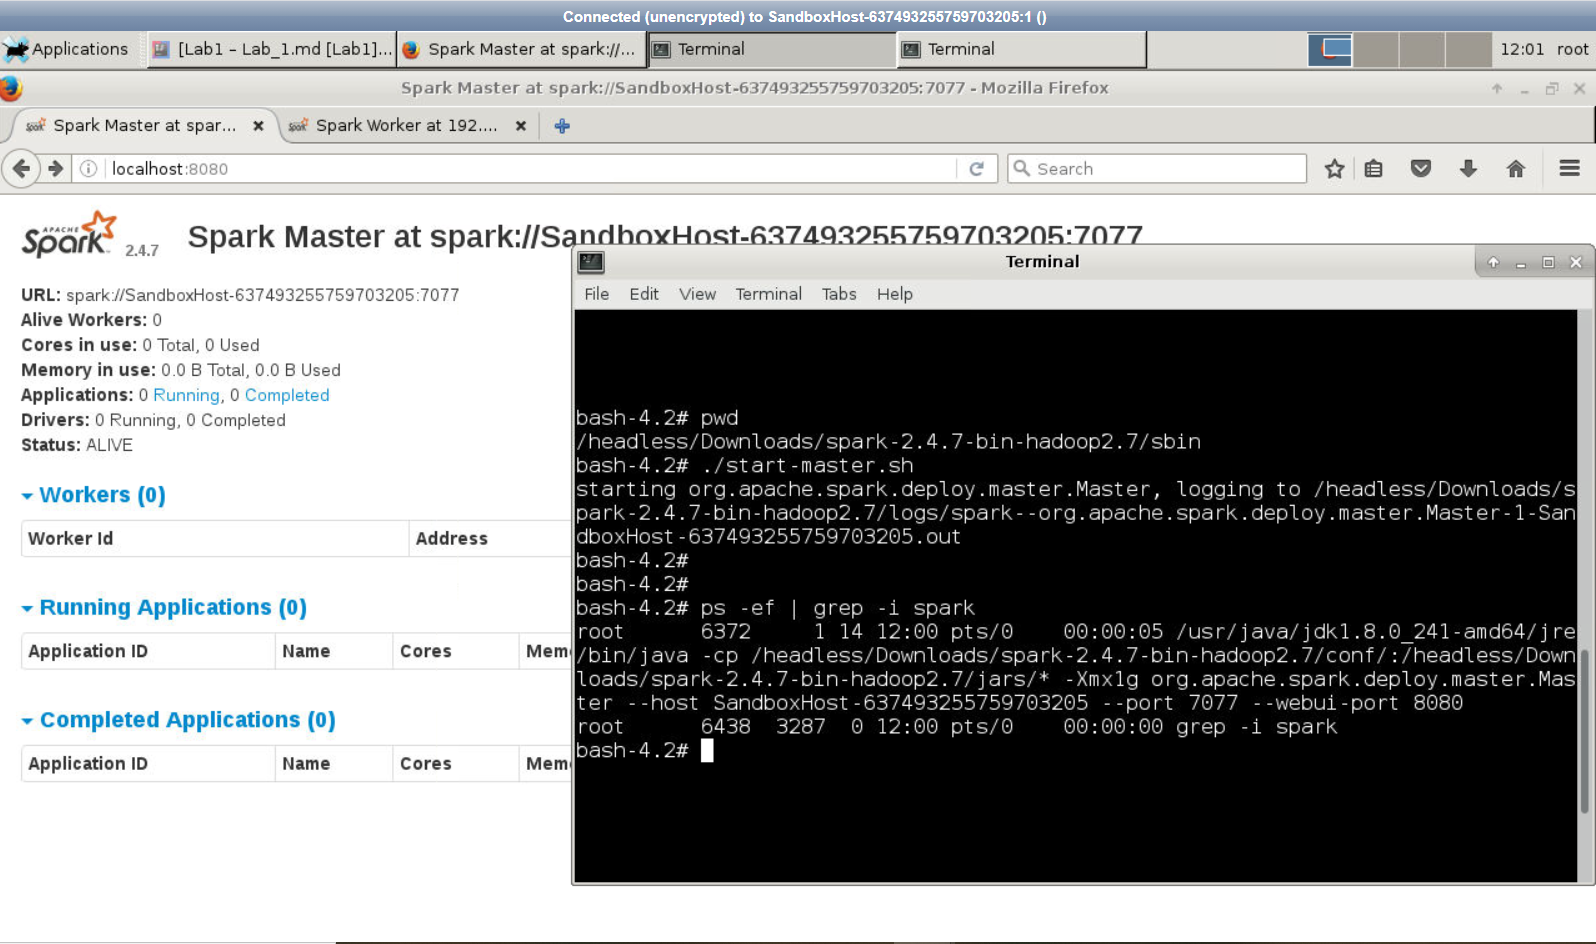 Connected (unencrypted) to SandboxHost-637493255759703205:1 ()
Applications [Lab1 - Lab_1.md [Lab1]... Spark Master at spark://... Terminal Terminal 12:01 root
Spark Master at spark://SandboxHost-637493255759703205:7077 - Mozilla Firefox
Spark Master at spar... Spark Worker at 192....
localhost:8080 Search
APACHE Spark 2.4.7 Spark Master at spark://SandboxHost-637493255759703205:7077
URL: spark://SandboxHost-637493255759703205:7077
Alive Workers: 0
Cores in use: 0 Total, 0 Used
Memory in use: 0.0 B Total, 0.0 B Used
Applications: 0 Running, 0 Completed
Drivers: 0 Running, 0 Completed
Status: ALIVE
Workers (0)
Worker Id Address
Running Applications (0)
Application ID Name Cores Mem
Completed Applications (0)
Application ID Name Cores Mem
Terminal
File Edit View Terminal Tabs Help
bash-4.2# pwd
/headless/Downloads/spark-2.4.7-bin-hadoop2.7/sbin
bash-4.2# ./start-master.sh
starting org.apache.spark.deploy.master.Master, logging to /headless/Downloads/s
park-2.4.7-bin-hadoop2.7/logs/spark--org.apache.spark.deploy.master.Master-1-San
dboxHost-637493255759703205.out
bash-4.2#
bash-4.2#
bash-4.2# ps -ef | grep -i spark
root 6372 1 14 12:00 pts/0 00:00:05 /usr/java/jdk1.8.0_241-amd64/jre
/bin/java -cp /headless/Downloads/spark-2.4.7-bin-hadoop2.7/conf/:/headless/Down
loads/spark-2.4.7-bin-hadoop2.7/jars/* -Xmx1g org.apache.spark.deploy.master.Mas
ter --host SandboxHost-637493255759703205 --port 7077 --webui-port 8080
root 6438 3287 0 12:00 pts/0 00:00:00 grep -i spark
bash-4.2#